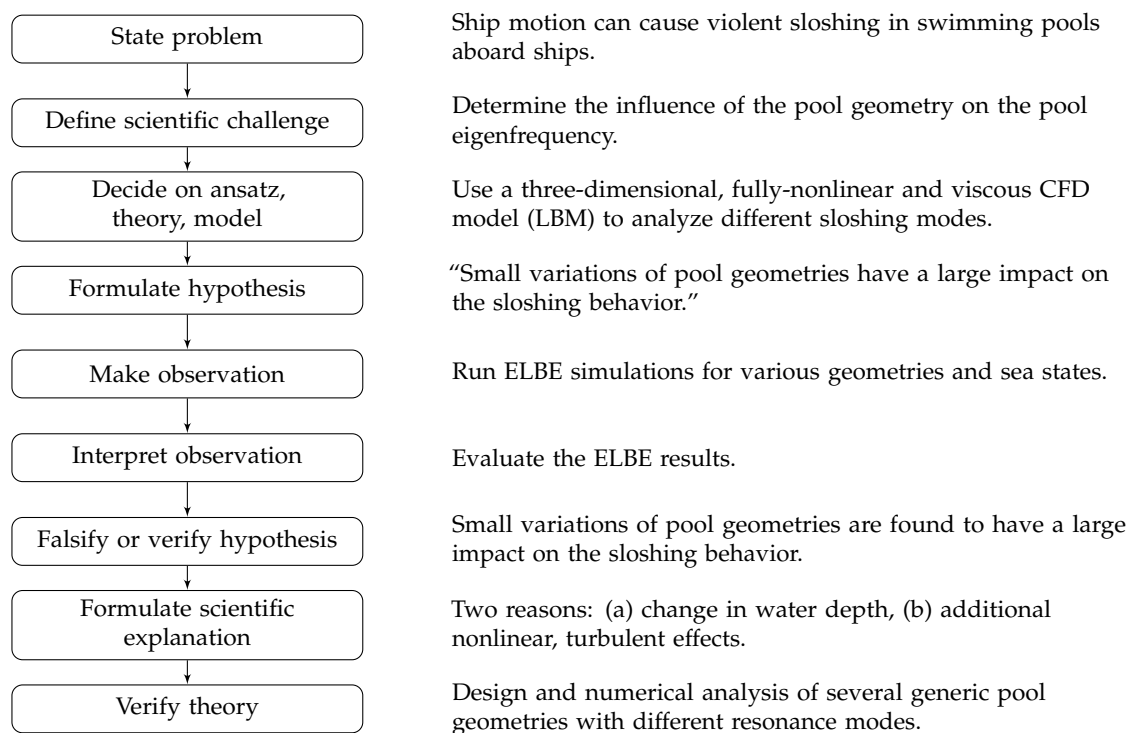 State problem
Ship motion can cause violent sloshing in swimming pools
aboard ships.
Define scientific challenge
Determine the influence of the pool geometry on the pool
eigenfrequency.
Decide on ansatz,
theory, model
Use a three-dimensional, fully-nonlinear and viscous CFD
model (LBM) to analyze different sloshing modes.
Formulate hypothesis
“Small variations of pool geometries have a large impact on
the sloshing behavior.”
Make observation
Run ELBE simulations for various geometries and sea states.
Interpret observation
Evaluate the ELBE results.
Falsify or verify hypothesis
Small variations of pool geometries are found to have a large
impact on the sloshing behavior.
Formulate scientific
explanation
Two reasons: (a) change in water depth, (b) additional
nonlinear, turbulent effects.
Verify theory
Design and numerical analysis of several generic pool
geometries with different resonance modes.